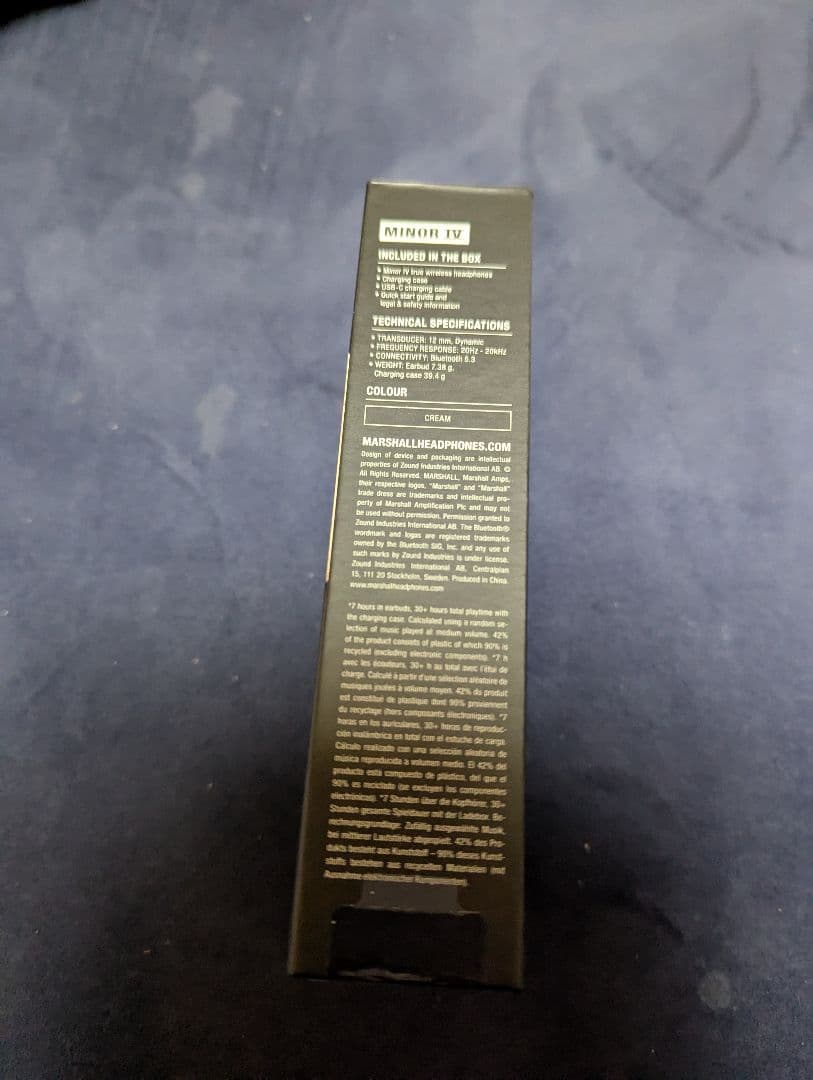 MINOR IV
INCLUDED IN THE BOX
• Minor IV true wireless headphones
• Charging case
• USB-C charging cable
• Quick start guide and
legal & safety information
TECHNICAL SPECIFICATIONS
• TRANSDUCER: 12 mm, Dynamic
• FREQUENCY RESPONSE: 20Hz - 20kHz
• CONNECTIVITY: Bluetooth 5.3
• WEIGHT: Earbud 7.38 g,
Charging case 39.4 g
COLOUR
CREAM
MARSHALLHEADPHONES.COM
Design of device and packaging are intellectual
properties of Zound Industries International AB. ©
All Rights Reserved. MARSHALL, Marshall Amps,
their respective logos, "Marshall" and "Marshall"
trade dress are trademarks and intellectual pro-
perty of Marshall Amplification Plc and may not
be used without permission. Permission granted to
Zound Industries International AB. The Bluetooth®
wordmark and logos are registered trademarks
owned by the Bluetooth SIG, Inc. and any use of
such marks by Zound Industries is under license.
Zound Industries International AB, Centralplan
15, 111 20 Stockholm, Sweden. Produced in China.
www.marshallheadphones.com
*7 hours in earbuds, 30+ hours total playtime with
the charging case. Calculated using a random se-
lection of music played at medium volume. 42%
of the product consists of plastic of which 90% is
recycled (excluding electronic components). *7 h
avec les écouteurs, 30+ h au total avec l'étui de
charge. Calculé à partir d'une sélection aléatoire de
musiques jouées à volume moyen. 42% du produit
est constitué de plastique dont 90% proviennent
du recyclage (hors composants électroniques). *7
horas en los auriculares, 30+ horas de reproduc-
ción inalámbrica en total con el estuche de carga.
Cálculo realizado con una selección aleatoria de
música reproducida a volumen medio. El 42% del
producto está compuesto de plástico, del que el
90% es reciclado (se excluyen los componentes
electrónicos). *7 Stunden über die Kopfhörer, 30+
Stunden gesamte Spieldauer mit der Ladebox. Be-
rechnungsgrundlage: Zufällig ausgewählte Musik,
bei mittlerer Lautstärke abgespielt. 42% des Pro-
dukts besteht aus Kunststoff – 90% dieses Kunst-
stoffs bestehen aus recycelten Materialien (mit
Ausnahme elektronischer Komponenten).